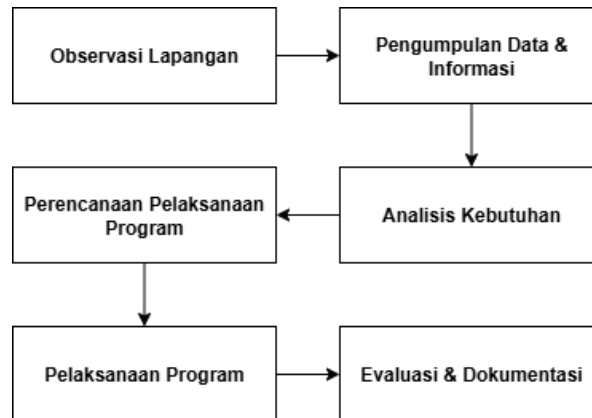 Observasi Lapangan
Pengumpulan Data &
Informasi
Analisis Kebutuhan
Perencanaan Pelaksanaan
Program
Pelaksanaan Program
Evaluasi & Dokumentasi